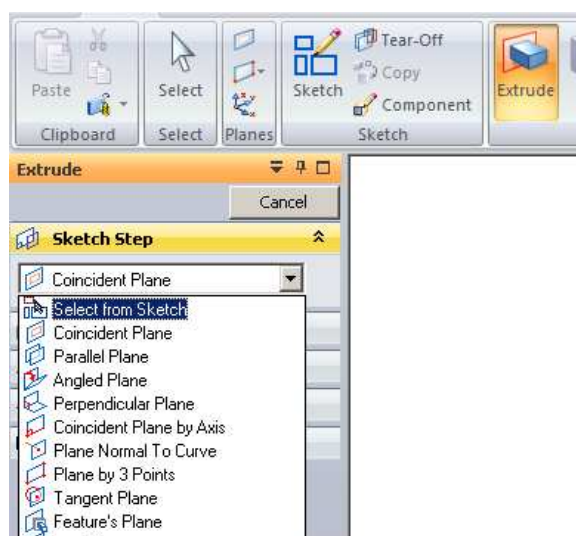 Tear-Off
Copy
Component
Paste
Select
Sketch
Extrude
Clipboard
Select
Planes
Sketch
Extrude
Cancel
Sketch Step
Coincident Plane
Select from Sketch
Coincident Plane
Parallel Plane
Angled Plane
Perpendicular Plane
Coincident Plane by Axis
Plane Normal To Curve
Plane by 3 Points
Tangent Plane
Feature's Plane